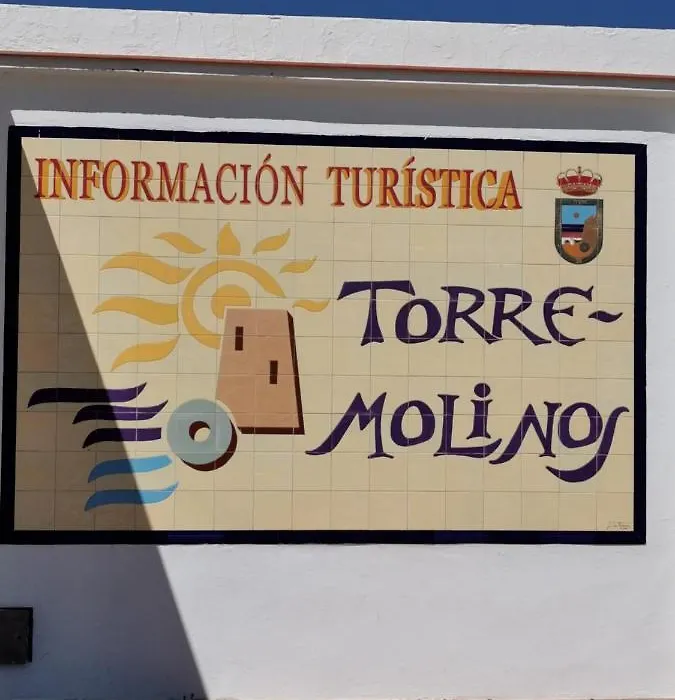 INFORMACIÓN TURÍSTICA
TORRE-
MOLINOS